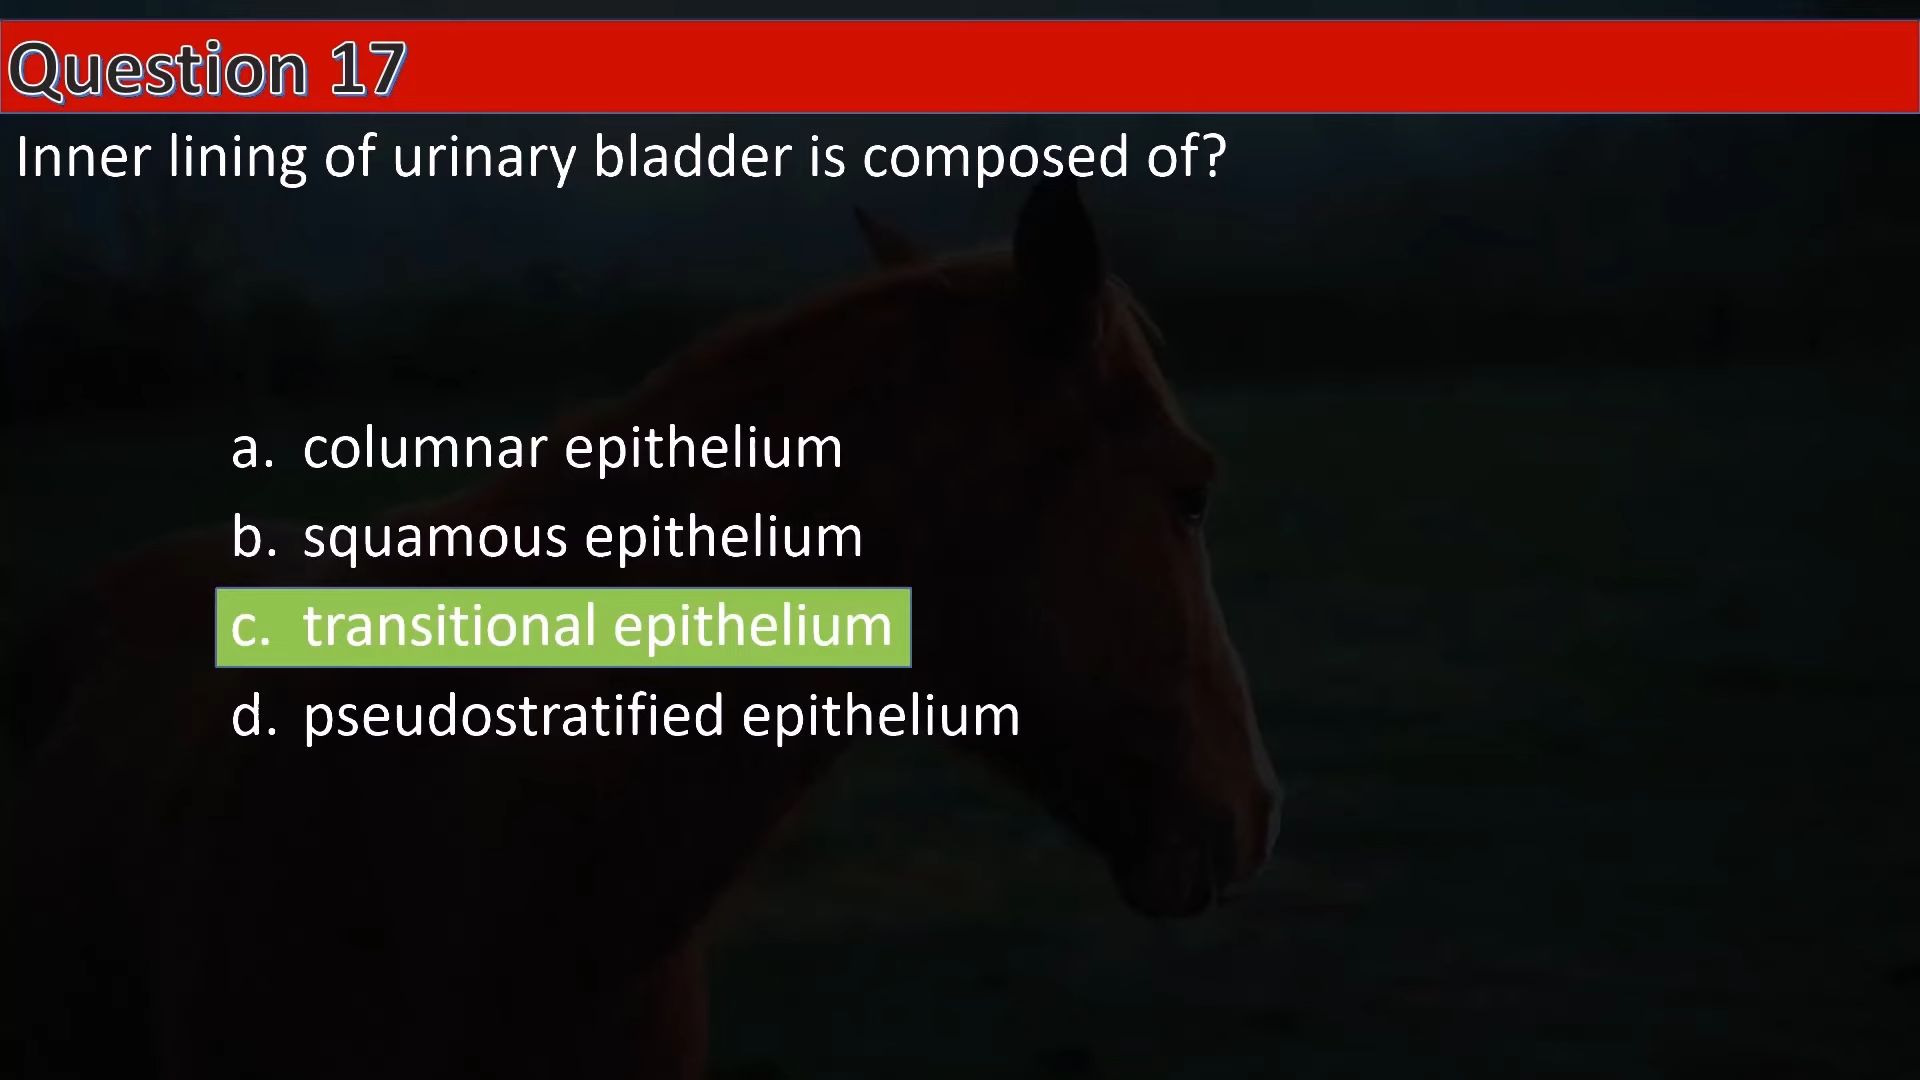 Question 17
Inner lining of urinary bladder is composed of?
a. columnar epithelium
b. squamous epithelium
c. transitional epithelium
d. pseudostratified epithelium